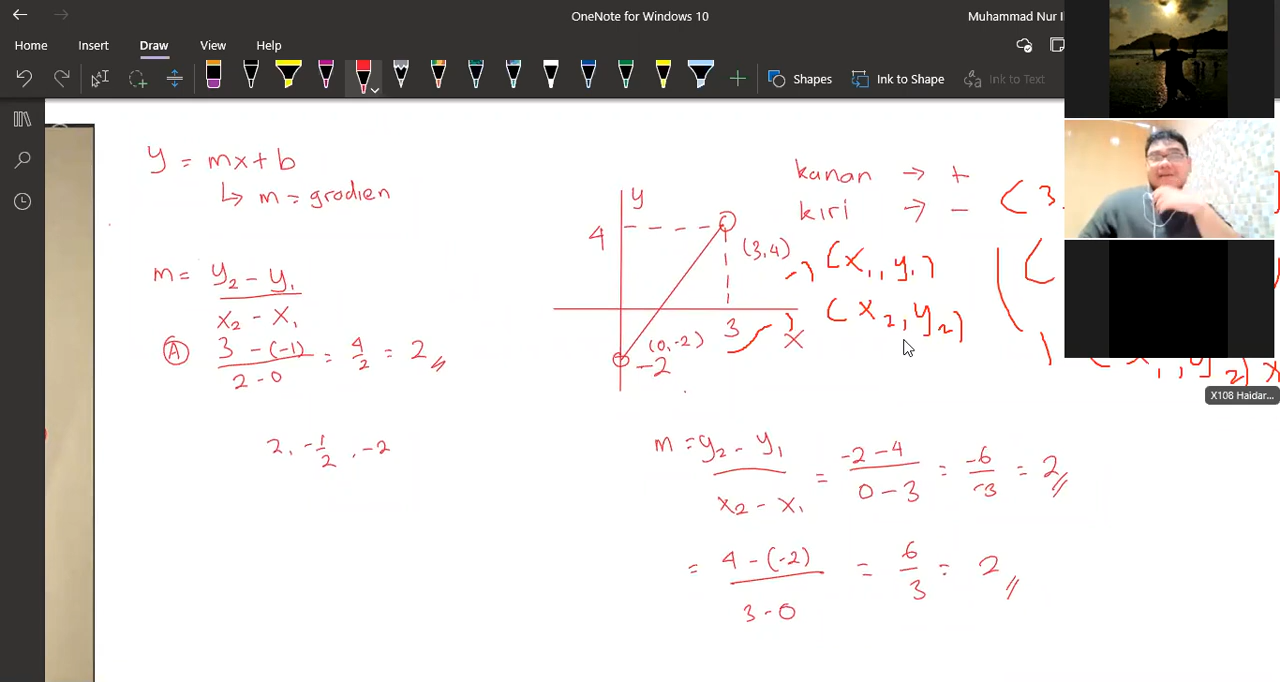 OneNote for Windows 10
Muhammad Nur I
Home Insert Draw View Help
Shapes Ink to Shape Ink to Text
y = mx + b
↳ m = gradien
m = y₂ - y₁ / x₂ - x₁
A 3 - (-1) / 2 - 0 = 4/2 = 2
2, -1/2, -2
y
4
(3,4)
3
x
(0,-2)
-2
kanan → +
kiri → -
(x₁, y₁)
(x₂, y₂)
(3
X108 Haidar...
m = y₂ - y₁ / x₂ - x₁ = -2 - 4 / 0 - 3 = -6/-3 = 2
= 4 - (-2) / 3 - 0 = 6/3 = 2